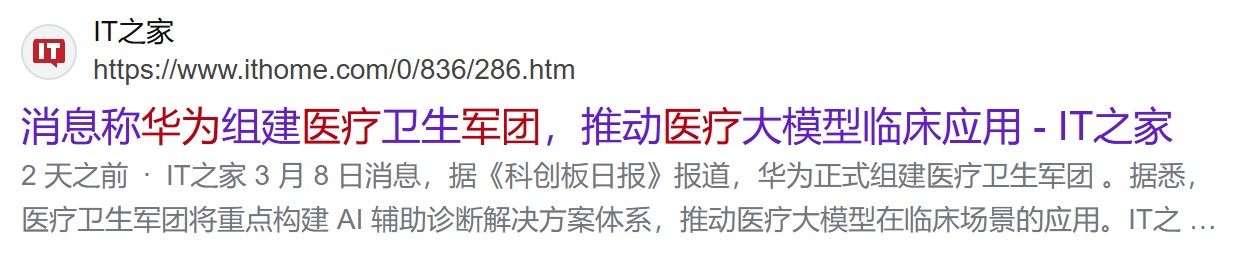 IT之家
IT
https://www.ithome.com/0/836/286.htm
消息称华为组建医疗卫生军团，推动医疗大模型临床应用 - IT之家
2 天之前 · IT之家 3 月 8 日消息，据《科创板日报》报道，华为正式组建医疗卫生军团 。据悉，
医疗卫生军团将重点构建 AI 辅助诊断解决方案体系，推动医疗大模型在临床场景的应用。IT之 ...